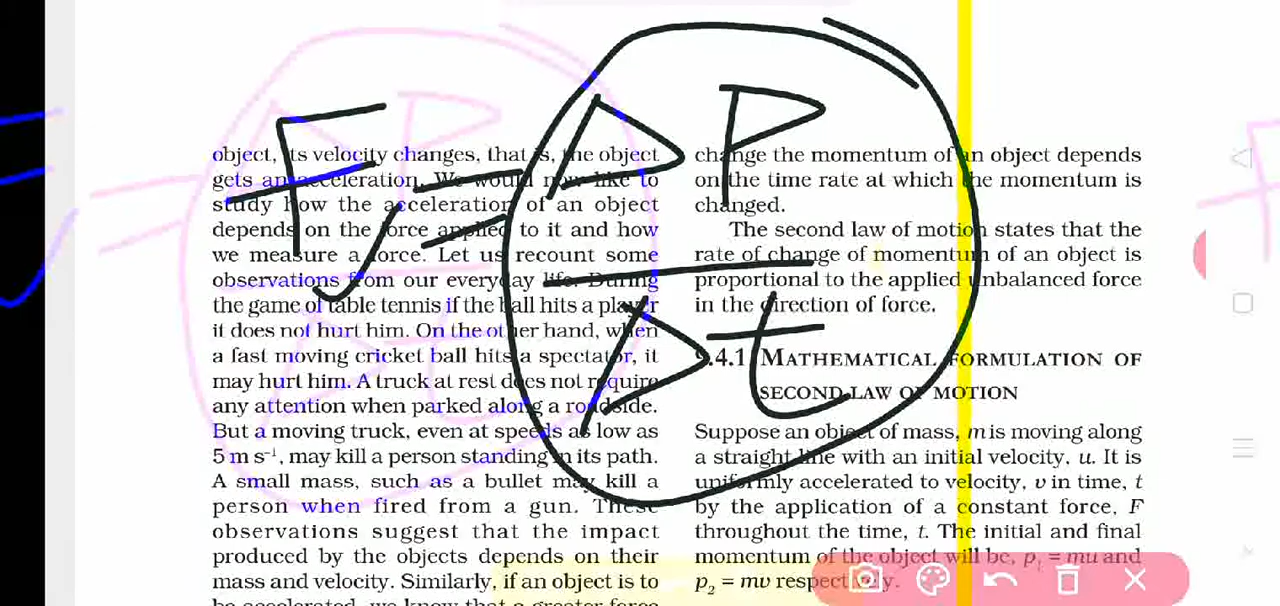 object, its velocity changes, that is, the object
gets an acceleration. We would now like to
study how the acceleration of an object
depends on the force applied to it and how
we measure a force. Let us recount some
observations from our everyday life. During
the game of table tennis if the ball hits a player
it does not hurt him. On the other hand, when
a fast moving cricket ball hits a spectator, it
may hurt him. A truck at rest does not require
any attention when parked along a roadside.
But a moving truck, even at speeds as low as
5 m s⁻¹, may kill a person standing in its path.
A small mass, such as a bullet may kill a
person when fired from a gun. These
observations suggest that the impact
produced by the objects depends on their
mass and velocity. Similarly, if an object is to
be accelerated, we know that a greater force
change the momentum of an object depends
on the time rate at which the momentum is
changed.
The second law of motion states that the
rate of change of momentum of an object is
proportional to the applied unbalanced force
in the direction of force.
9.4.1 MATHEMATICAL FORMULATION OF
SECOND LAW OF MOTION
Suppose an object of mass, m is moving along
a straight line with an initial velocity, u. It is
uniformly accelerated to velocity, v in time, t
by the application of a constant force, F
throughout the time, t. The initial and final
momentum of the object will be, p₁ = mu and
p₂ = mv respectively.
F = ΔP
Δt